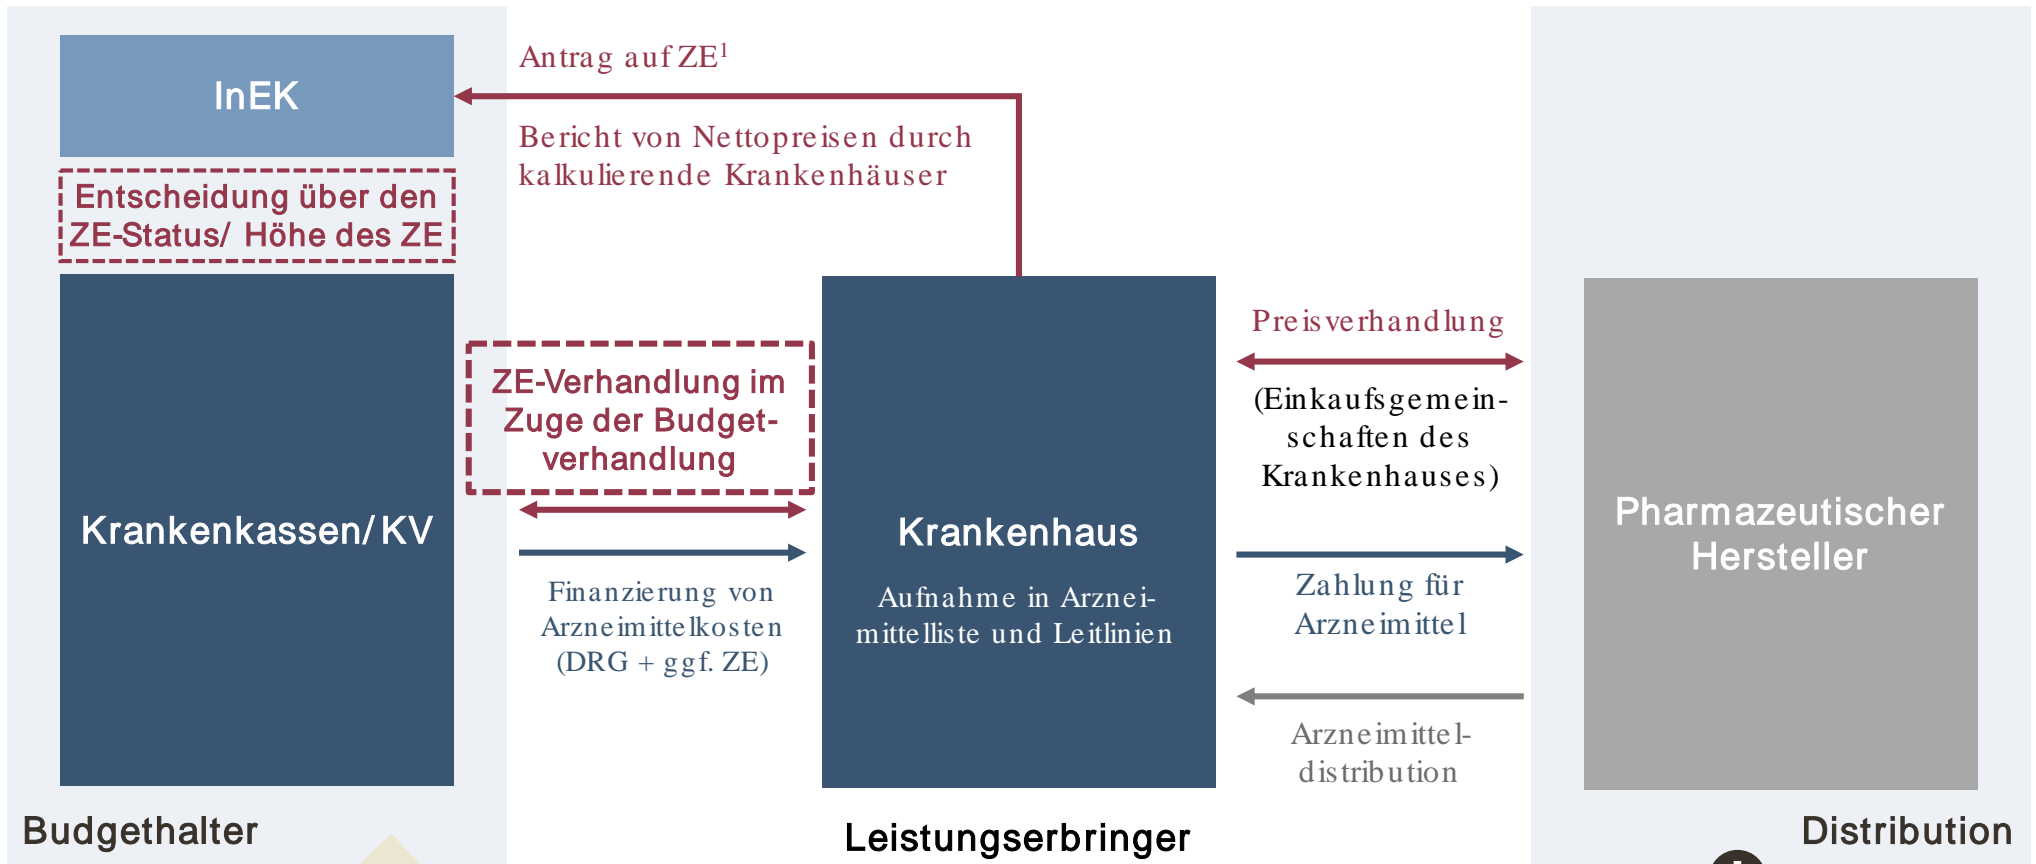 InEK
Entscheidung über den
ZE-Status/ Höhe des ZE
Krankenkassen/ KV
Budgethalter
Antrag auf ZE¹
Bericht von Nettopreisen durch
kalkulierende Krankenhäuser
ZE-Verhandlung im
Zuge der Budget-
verhandlung
Finanzierung von
Arzneimittelkosten
(DRG + ggf. ZE)
Krankenhaus
Aufnahme in Arznei-
mittelliste und Leitlinien
Leistungserbringer
Preisverhandlung
(Einkaufsgemein-
schaften des
Krankenhauses)
Zahlung für
Arzneimittel
Arzneimittel-
distribution
Pharmazeutischer
Hersteller
Distribution